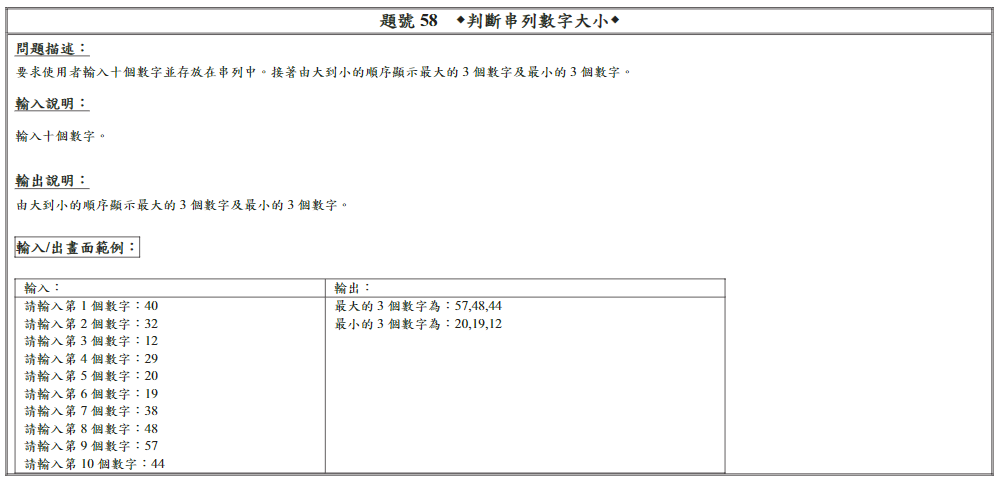 題號 58 ◆判斷串列數字大小◆
問題描述：
要求使用者輸入十個數字並存放在串列中。接著由大到小的順序顯示最大的 3 個數字及最小的 3 個數字。
輸入說明：
輸入十個數字。
輸出說明：
由大到小的順序顯示最大的 3 個數字及最小的 3 個數字。
輸入/出畫面範例：
輸入：
請輸入第 1 個數字：40
請輸入第 2 個數字：32
請輸入第 3 個數字：12
請輸入第 4 個數字：29
請輸入第 5 個數字：20
請輸入第 6 個數字：19
請輸入第 7 個數字：38
請輸入第 8 個數字：48
請輸入第 9 個數字：57
請輸入第 10 個數字：44
輸出：
最大的 3 個數字為：57,48,44
最小的 3 個數字為：20,19,12